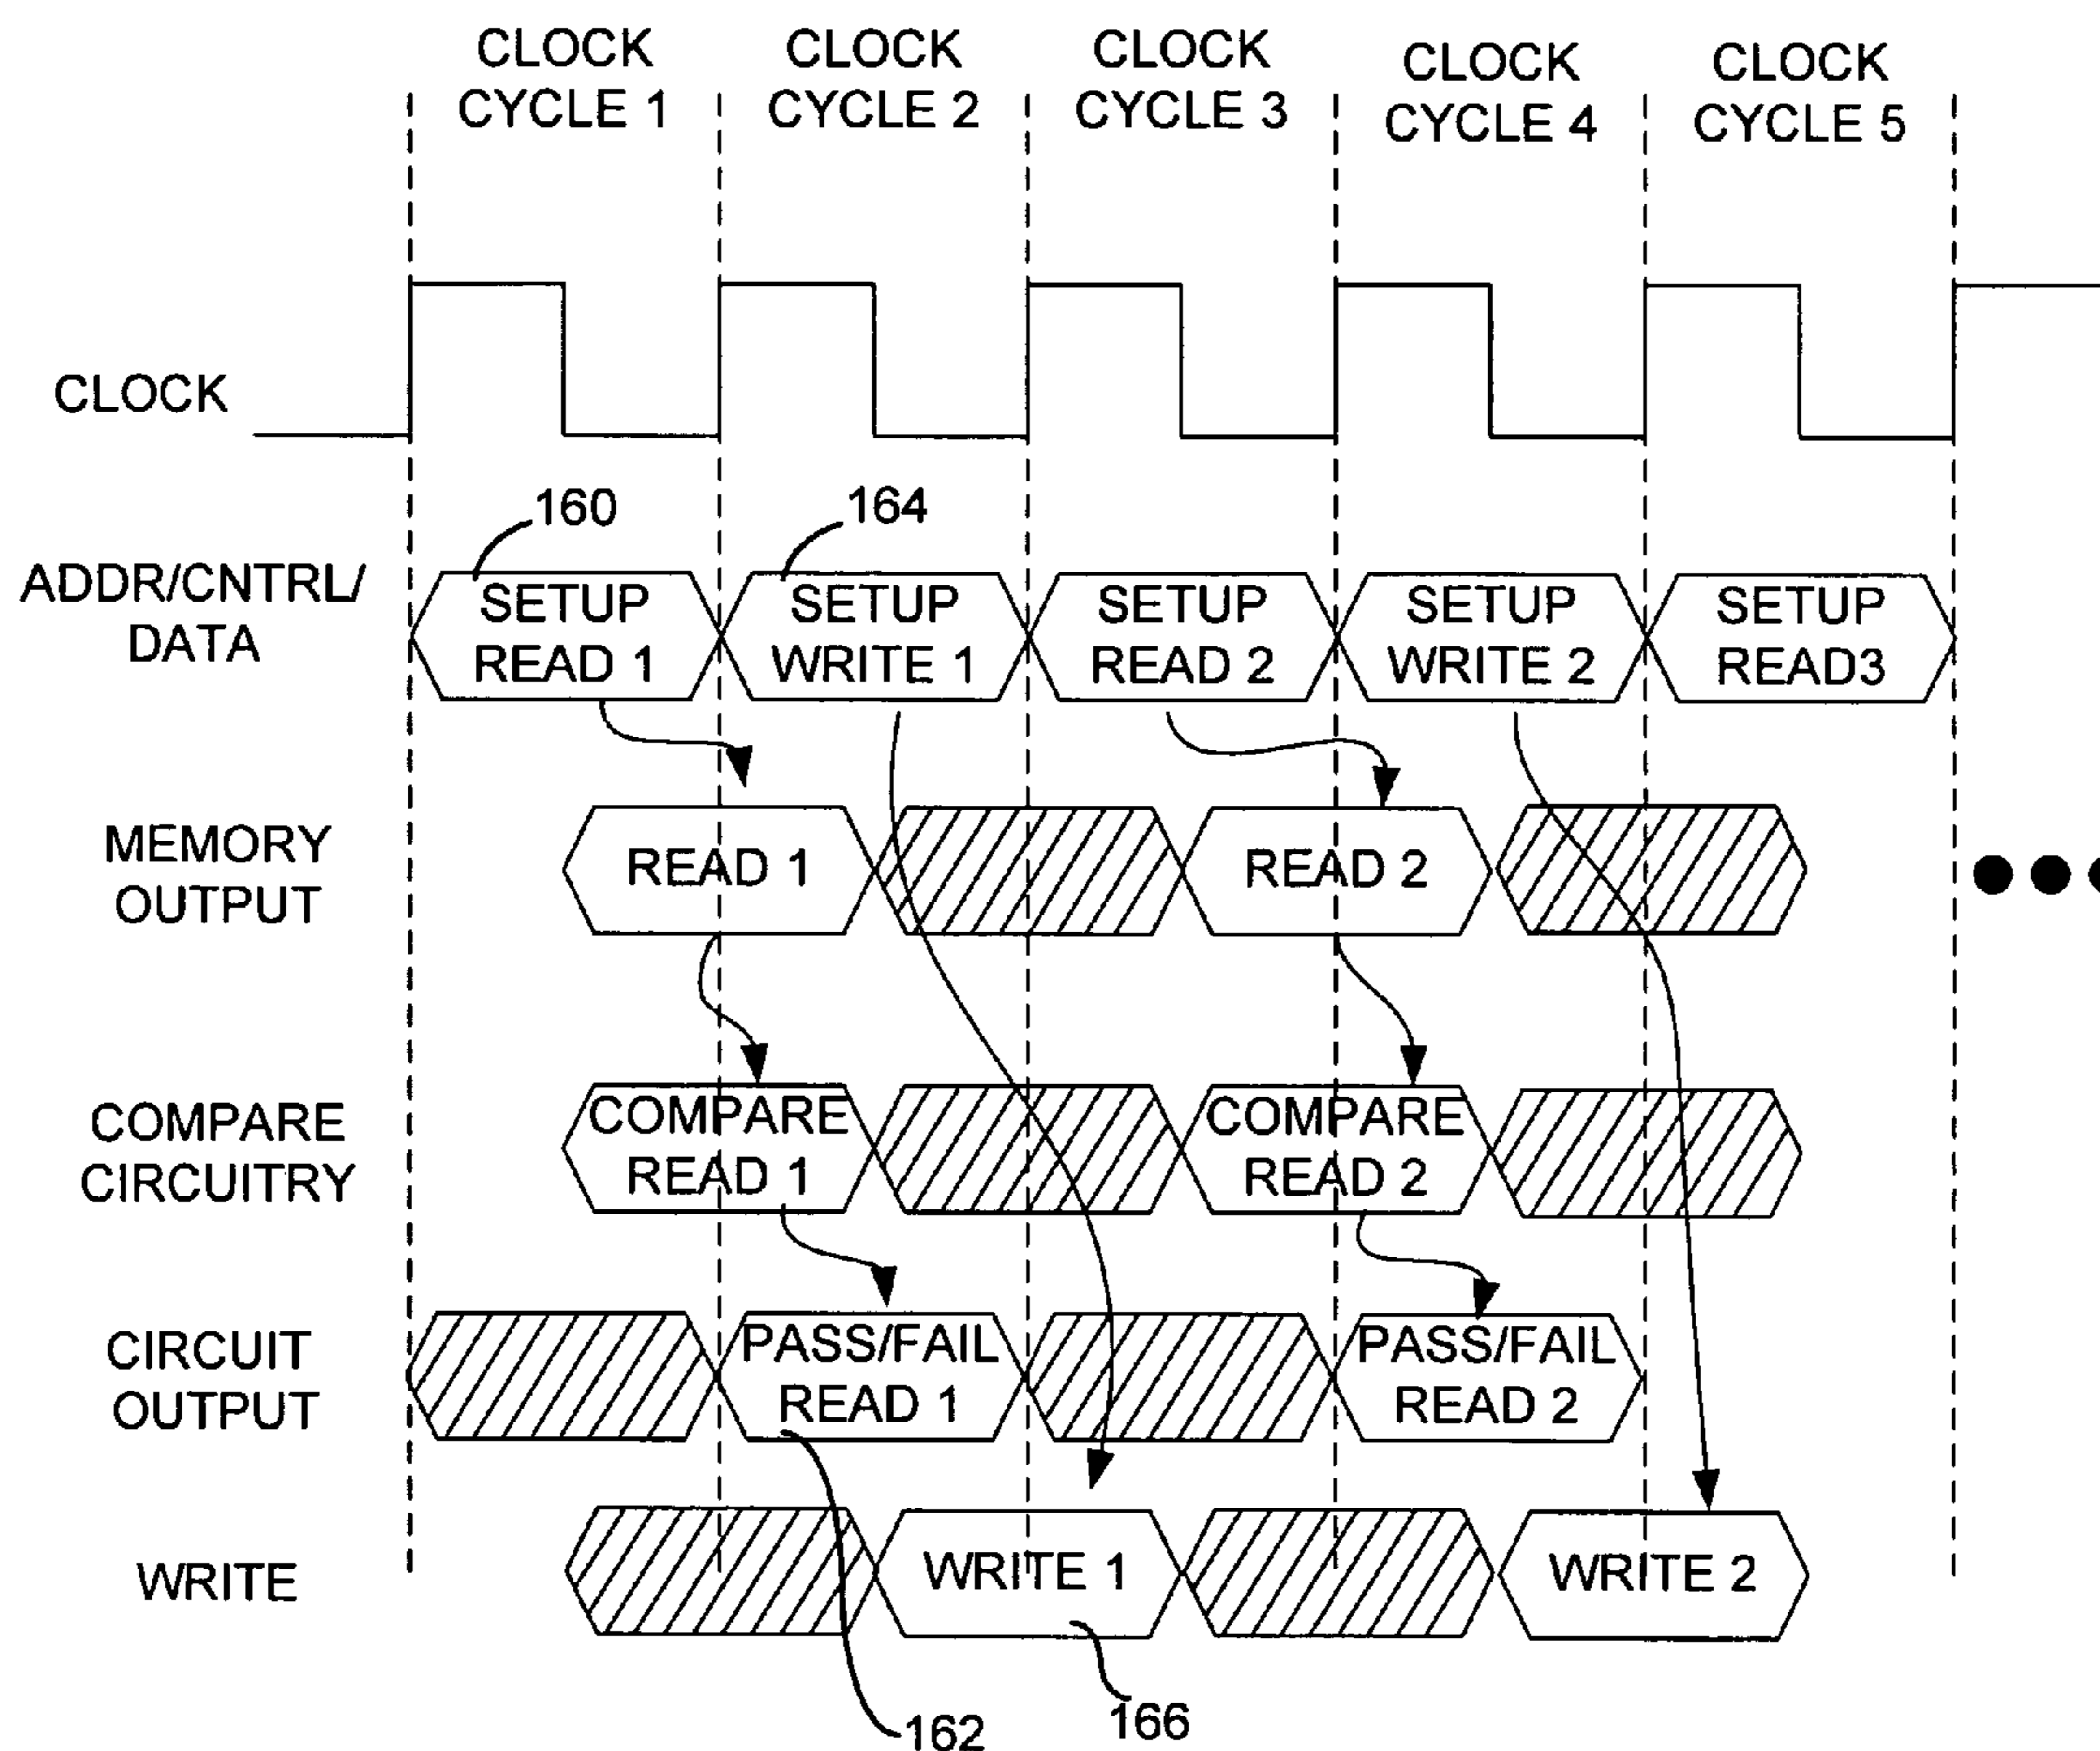 CLOCK CLOCK CLOCK CLOCK CLOCK
CYCLE 1 CYCLE 2 CYCLE 3 CYCLE 4 CYCLE 5
CLOCK
160 164
ADDR/CNTRL/
DATA
SETUP SETUP SETUP SETUP SETUP
READ 1 WRITE 1 READ 2 WRITE 2 READ3
MEMORY
OUTPUT
READ 1 READ 2
COMPARE
CIRCUITRY
COMPARE COMPARE
READ 1 READ 2
CIRCUIT
OUTPUT
PASS/FAIL PASS/FAIL
READ 1 READ 2
WRITE WRITE 1 WRITE 2
162 166